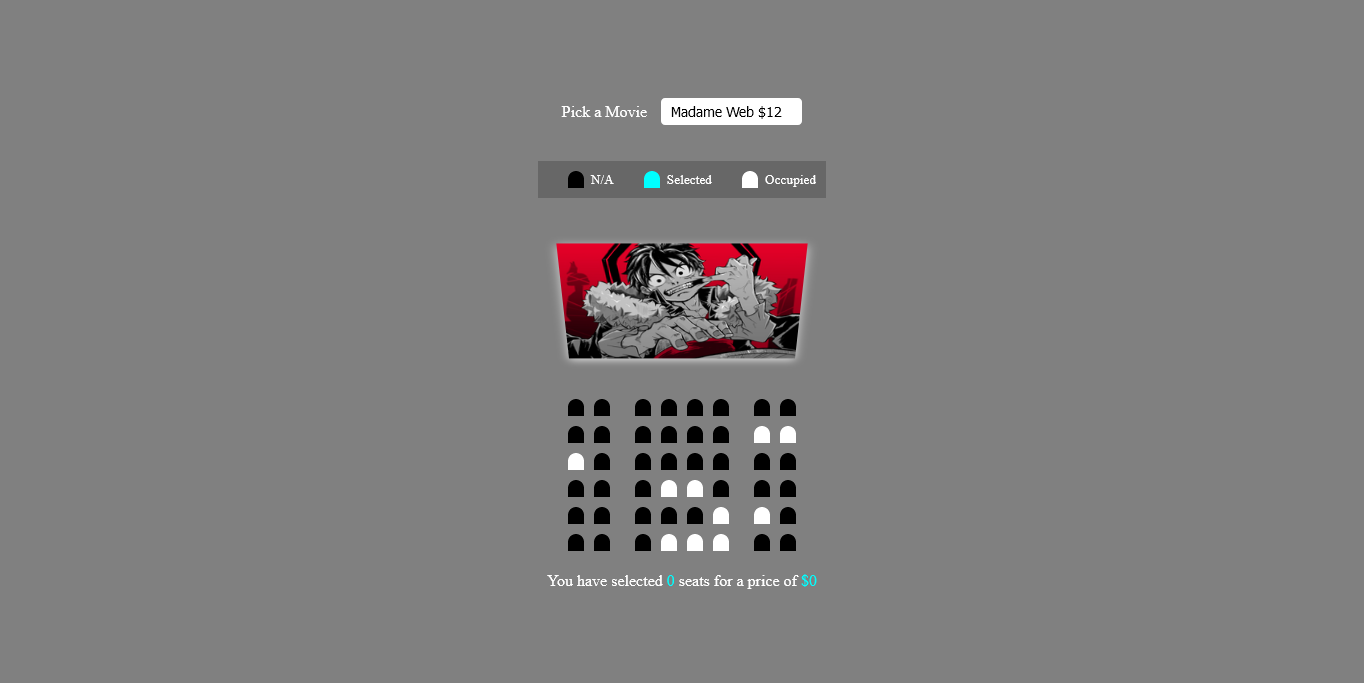 Pick a Movie Madame Web $12
N/A Selected Occupied
You have selected 0 seats for a price of $0